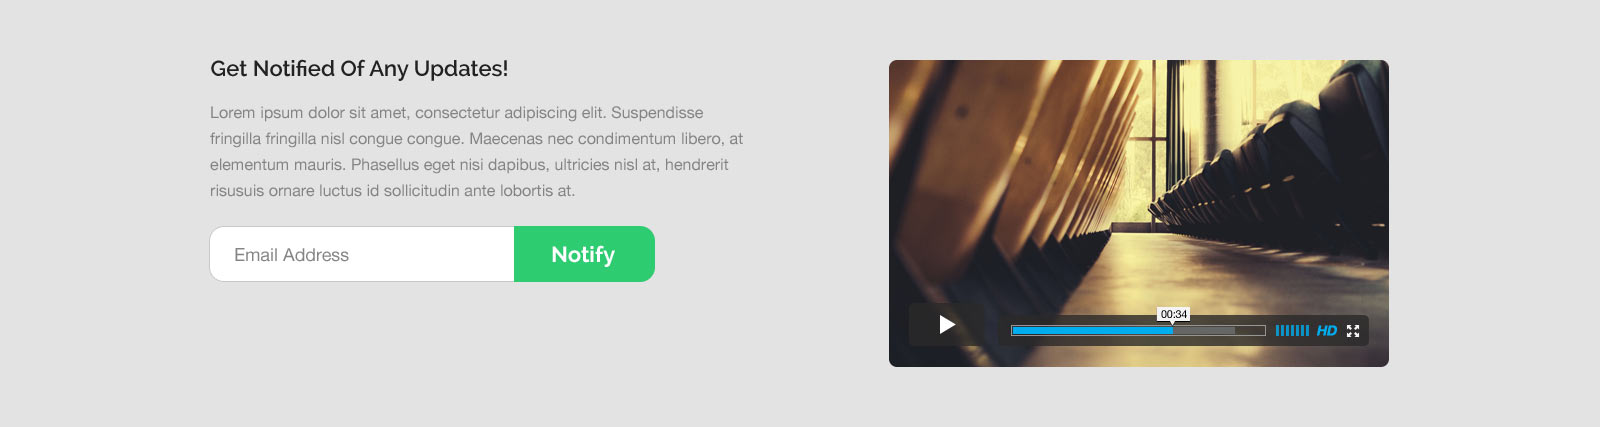 Get Notified Of Any Updates!
Lorem ipsum dolor sit amet, consectetur adipiscing elit. Suspendisse
fringilla fringilla nisl congue congue. Maecenas nec condimentum libero, at
elementum mauris. Phasellus eget nisi dapibus, ultricies nisl at, hendrerit
risusuis ornare luctus id sollicitudin ante lobortis at.
Email Address
Notify
00:34
HD